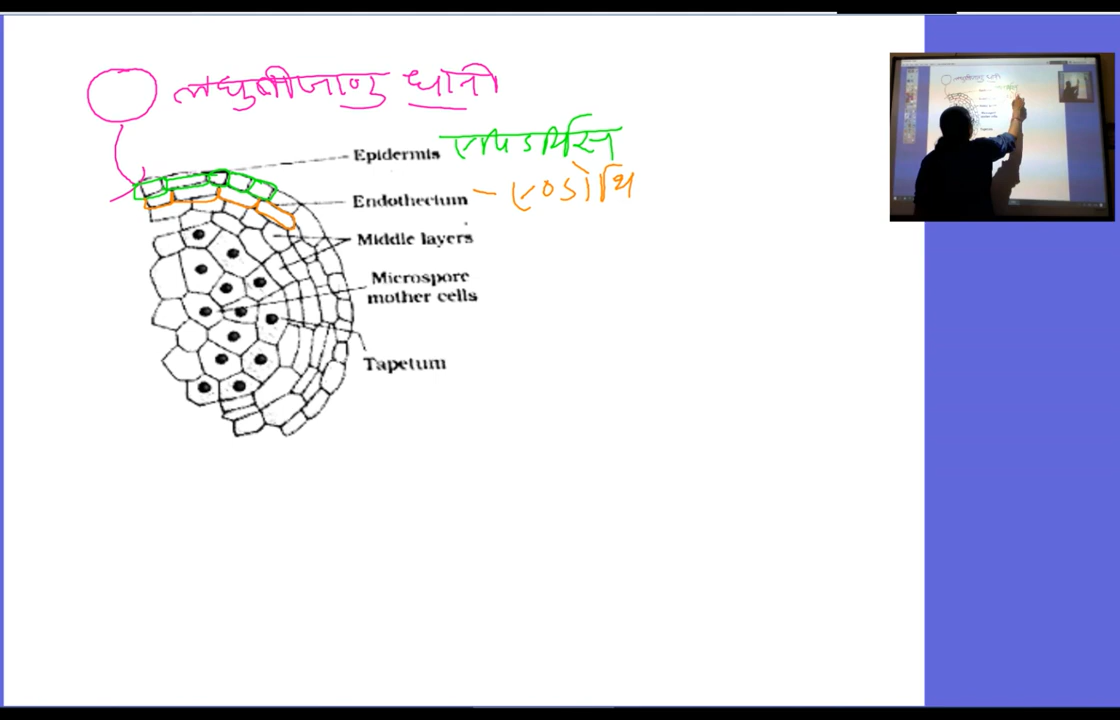 लघुबीजाणु धानी
Epidermis एपिडर्मिस
Endothecium - एण्डोथि
Middle layers
Microspore
mother cells
Tapetum